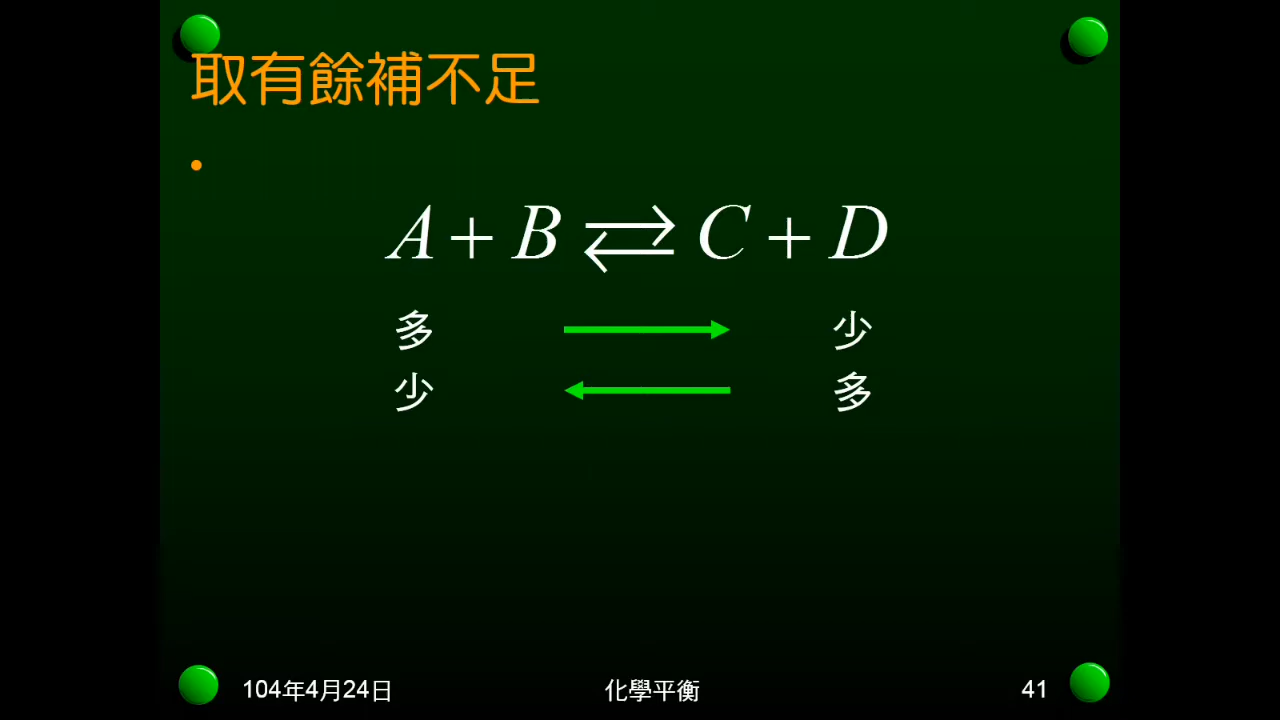 取有餘補不足
•
A + B ⇄ C + D
多 → 少
少 ← 多
104年4月24日 化學平衡 41